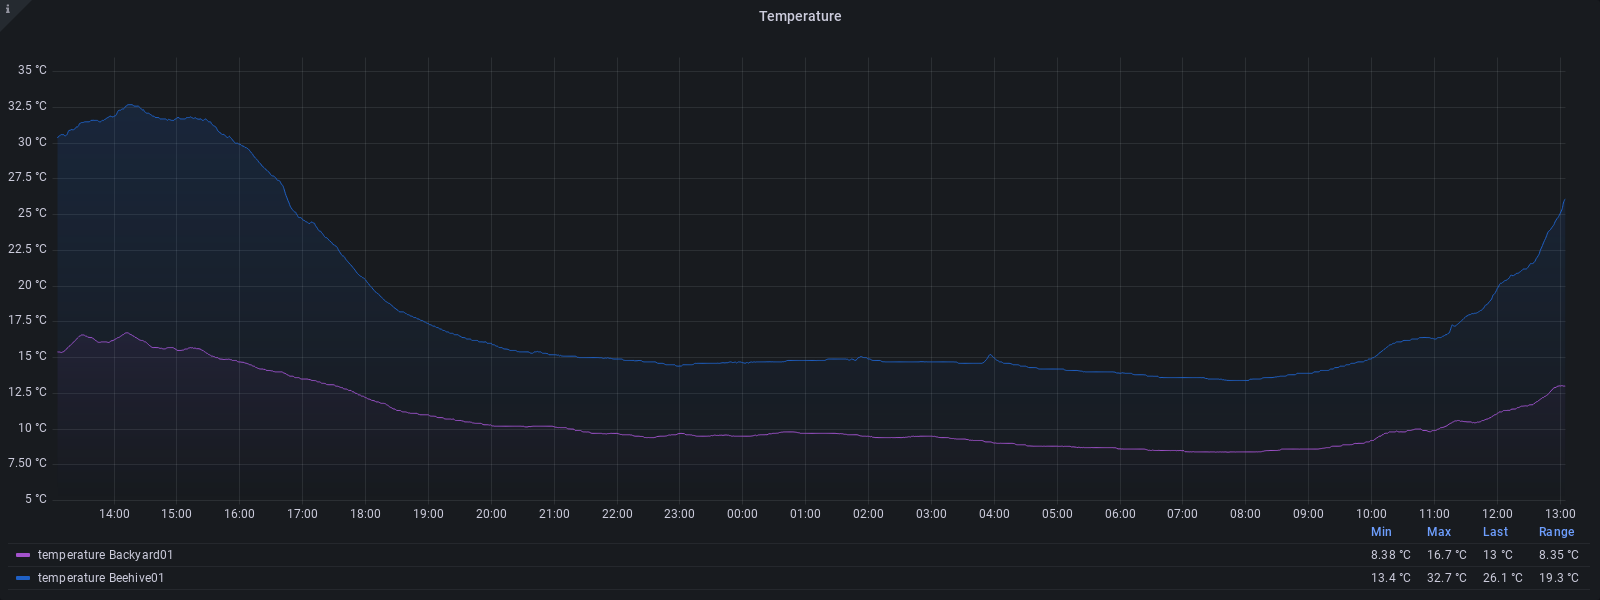 i
Temperature
35 °C
32.5 °C
30 °C
27.5 °C
25 °C
22.5 °C
20 °C
17.5 °C
15 °C
12.5 °C
10 °C
7.50 °C
5 °C
14:00 15:00 16:00 17:00 18:00 19:00 20:00 21:00 22:00 23:00 00:00 01:00 02:00 03:00 04:00 05:00 06:00 07:00 08:00 09:00 10:00 11:00 12:00 13:00
Min Max Last Range
temperature Backyard01 8.38 °C 16.7 °C 13 °C 8.35 °C
temperature Beehive01 13.4 °C 32.7 °C 26.1 °C 19.3 °C